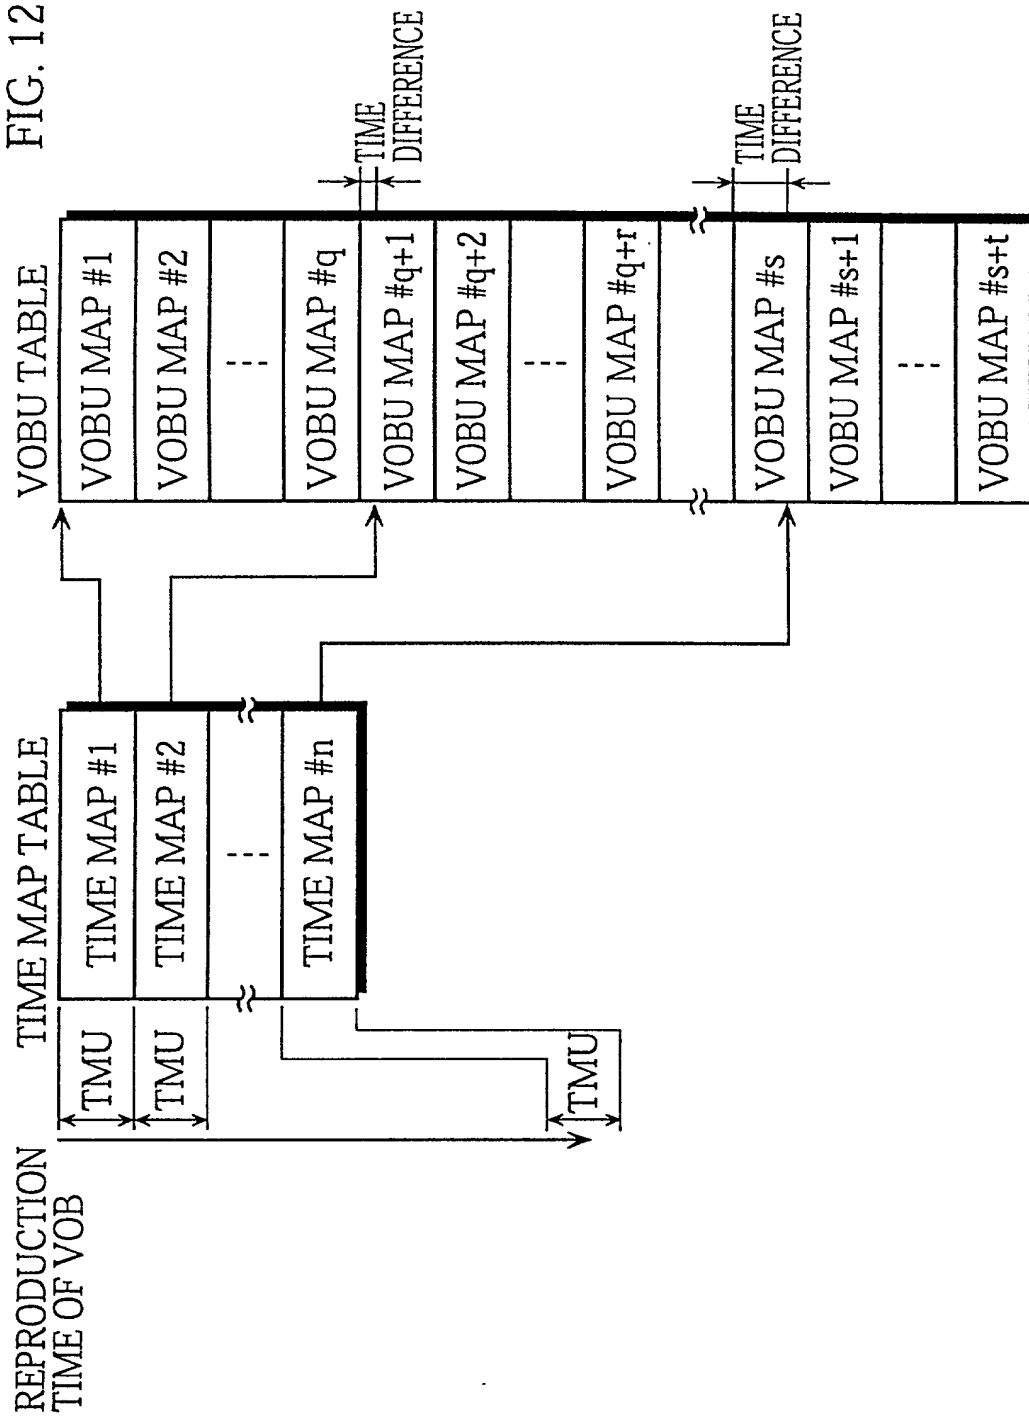 FIG. 12
REPRODUCTION
TIME OF VOB
TMU
TMU
TMU
TIME MAP TABLE
TIME MAP #1
TIME MAP #2
----
TIME MAP #n
VOBU TABLE
VOBU MAP #1
VOBU MAP #2
----
VOBU MAP #q
VOBU MAP #q+1
VOBU MAP #q+2
----
VOBU MAP #q+r
VOBU MAP #s
VOBU MAP #s+1
----
VOBU MAP #s+t
TIME
DIFFERENCE
TIME
DIFFERENCE